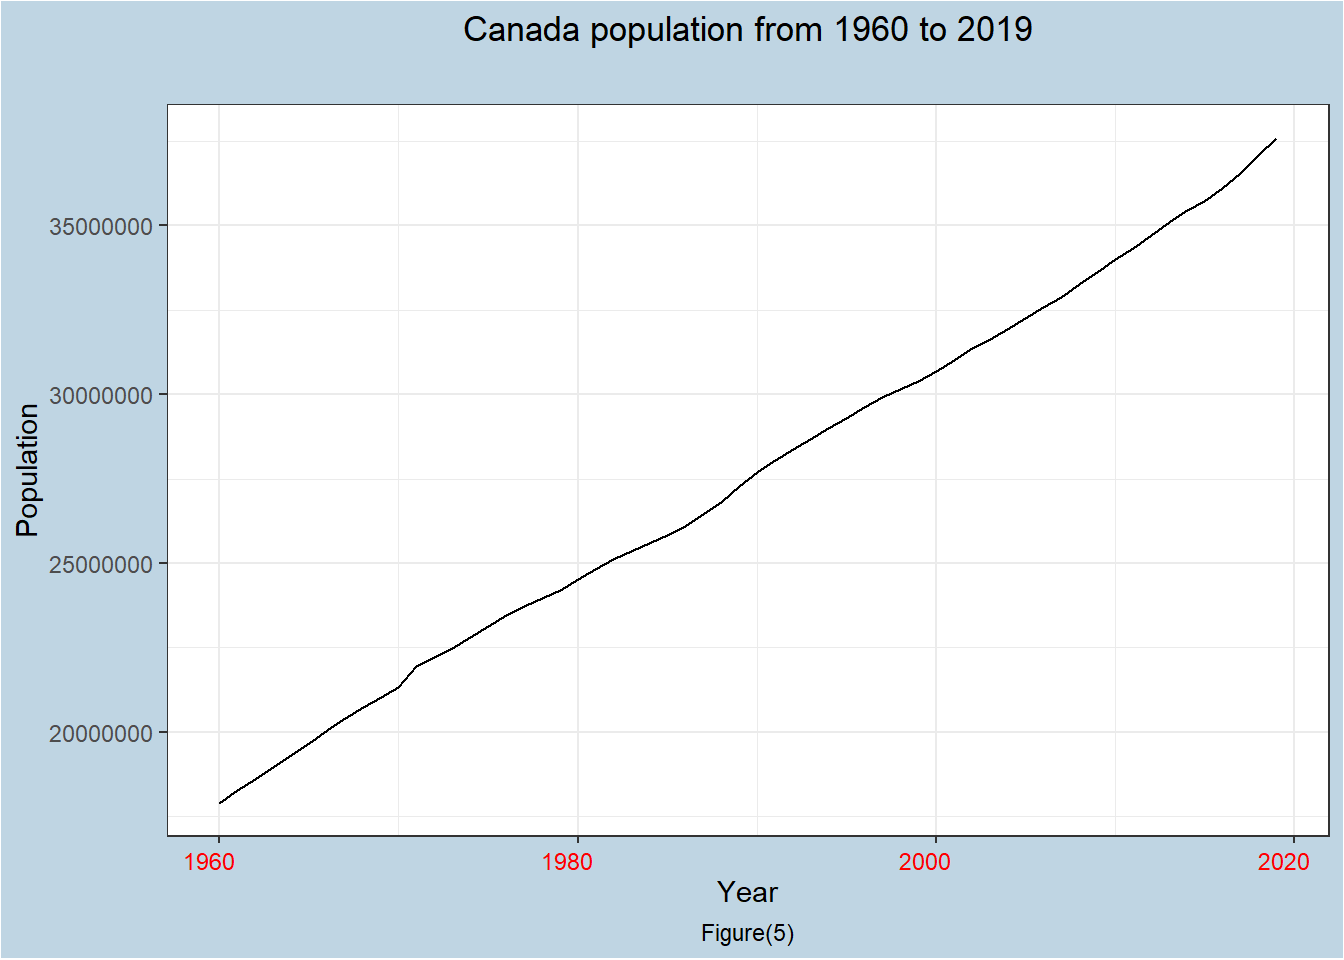 Canada population from 1960 to 2019
Population
35000000
30000000
25000000
20000000
1960 1980 2000 2020
Year
Figure(5)